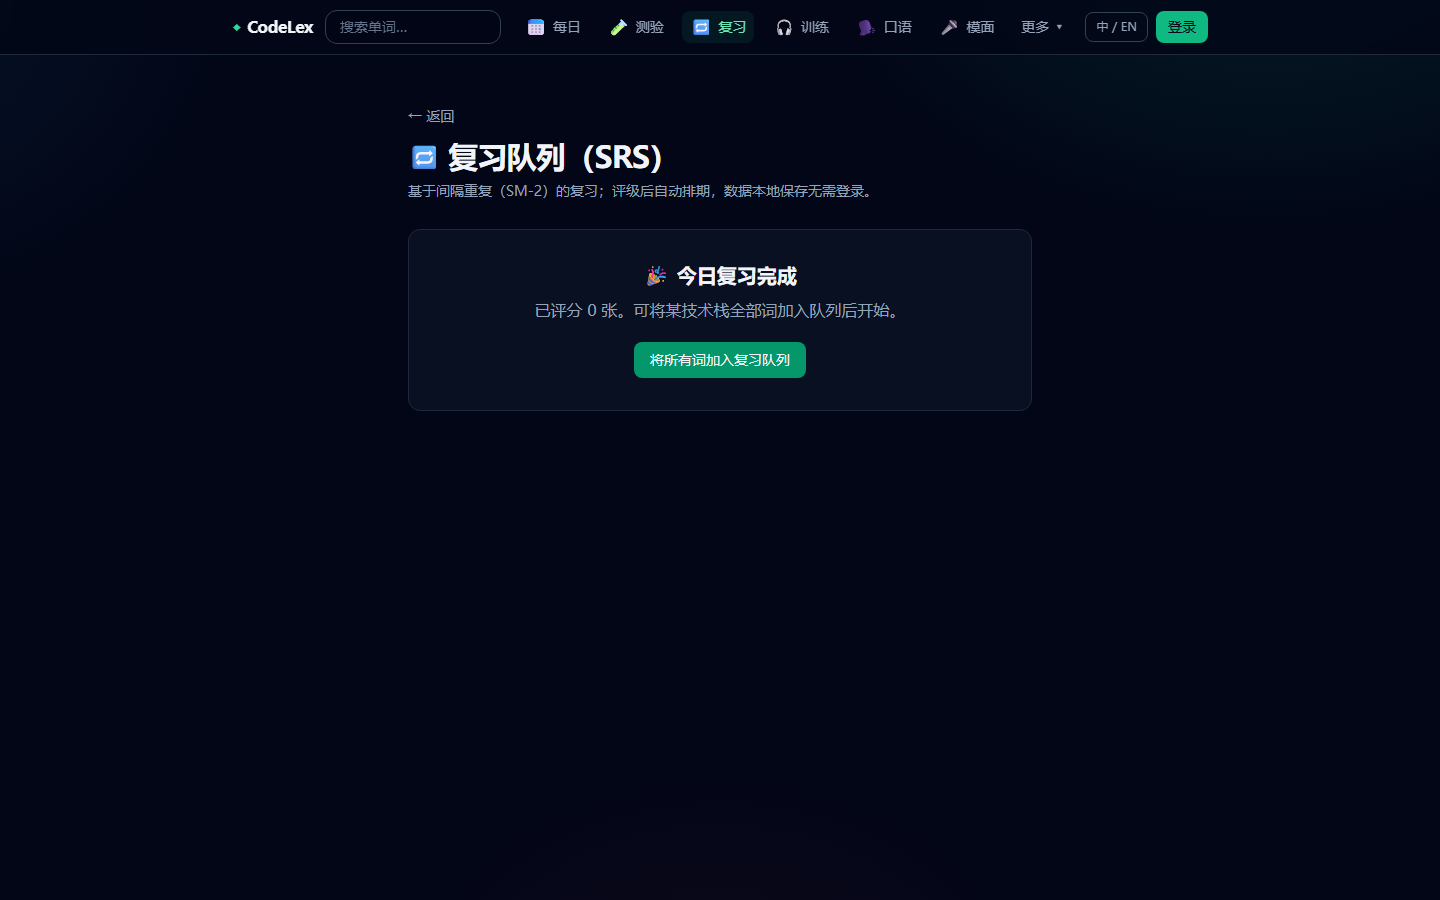 CodeLex 搜索单词... 每日 测验 复习 训练 口语 模面 更多 中 / EN 登录
← 返回
复习队列（SRS）
基于间隔重复（SM-2）的复习；评级后自动排期，数据本地保存无需登录。
今日复习完成
已评分 0 张。可将某技术栈全部词加入队列后开始。
将所有词加入复习队列